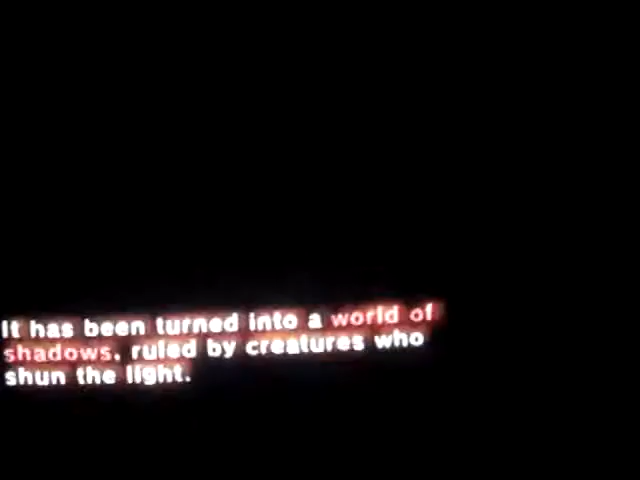 It has been turned into a world of
shadows, ruled by creatures who
shun the light.